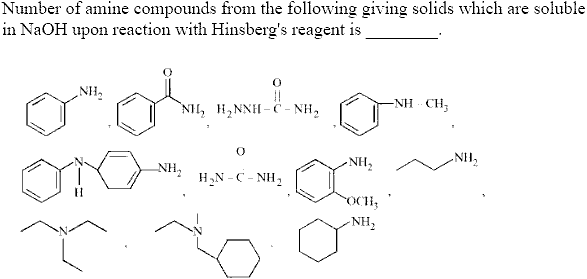 Number of amine compounds from the following giving solids which are soluble
in NaOH upon reaction with Hinsberg's reagent is ________.
NH₂ , O NH₂ , H₂NNH - C - NH₂ , O NH - CH₃ ,
N H NH₂ , H₂N - C - NH₂ , O NH₂ OCH₃ , NH₂ ,
N , N , NH₂